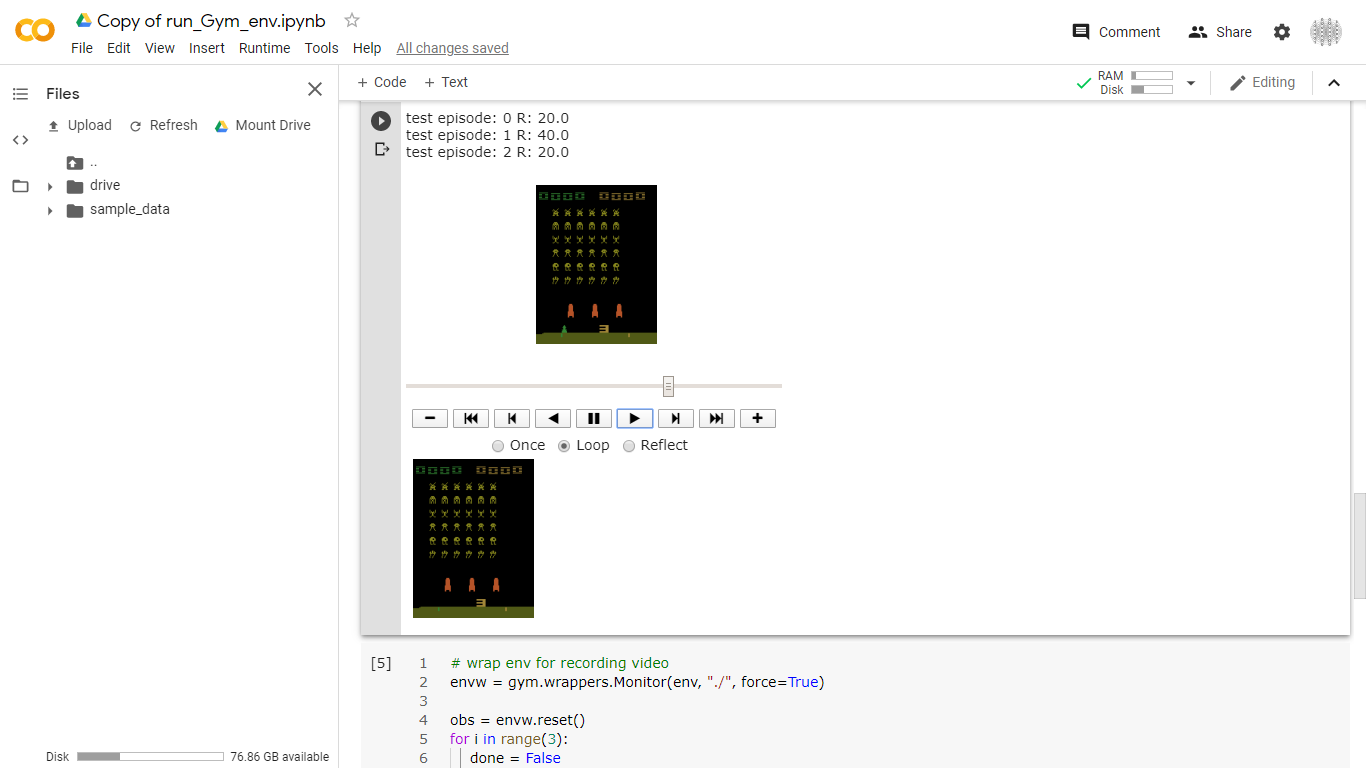 Copy of run_Gym_env.ipynb
File Edit View Insert Runtime Tools Help All changes saved
Comment Share
Files
+ Code + Text
RAM
Disk
Editing
Upload Refresh Mount Drive
..
drive
sample_data
test episode: 0 R: 20.0
test episode: 1 R: 40.0
test episode: 2 R: 20.0
Once Loop Reflect
[5]
1 # wrap env for recording video
2 envw = gym.wrappers.Monitor(env, "./", force=True)
3
4 obs = envw.reset()
5 for i in range(3):
6 done = False
Disk 76.86 GB available